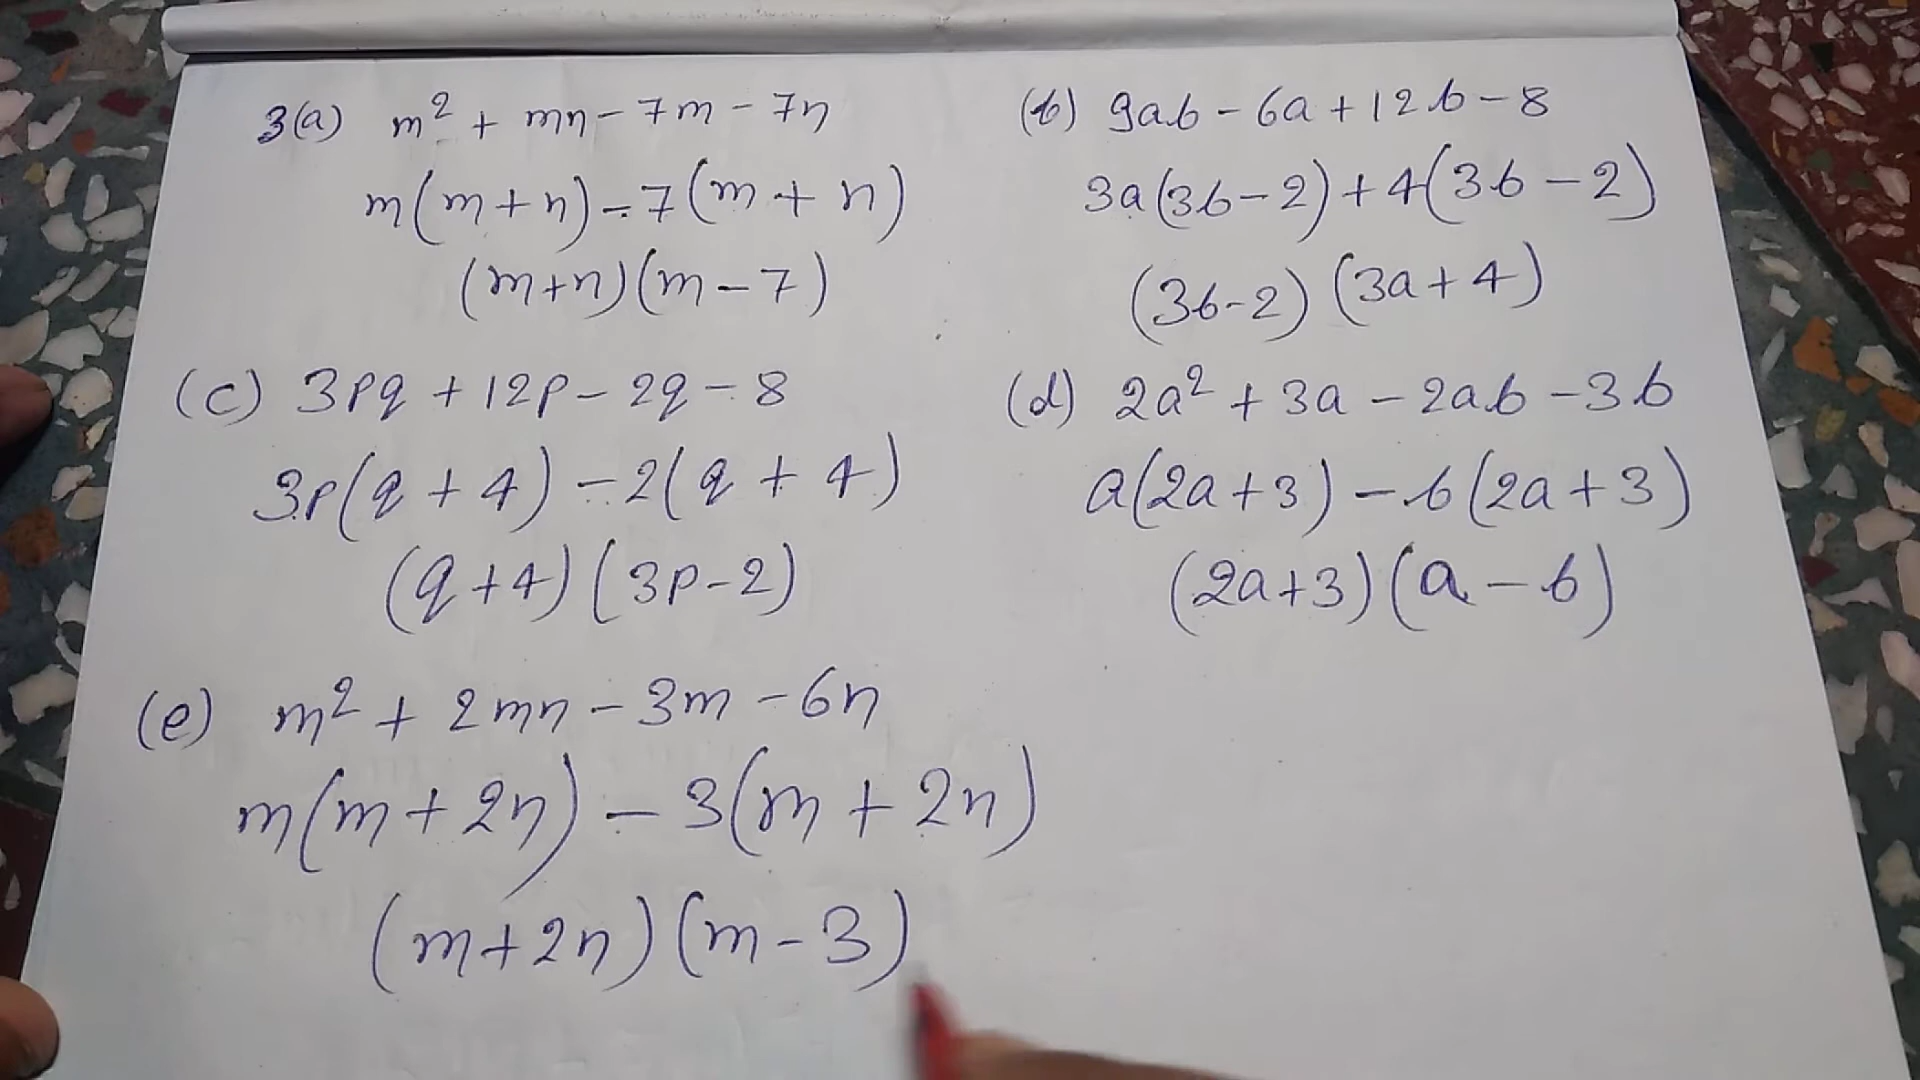 3(a) m² + mn - 7m - 7n
m(m + n) - 7(m + n)
(m+n)(m - 7)
(b) 9ab - 6a + 12b - 8
3a(3b - 2) + 4(3b - 2)
(3b-2)(3a+4)
(c) 3pq + 12p - 2q - 8
3p(q + 4) - 2(q + 4)
(q+4)(3p-2)
(d) 2a² + 3a - 2ab - 3b
a(2a+3) - b(2a+3)
(2a+3)(a-b)
(e) m² + 2mn - 3m - 6n
m(m + 2n) - 3(m + 2n)
(m+2n)(m-3)